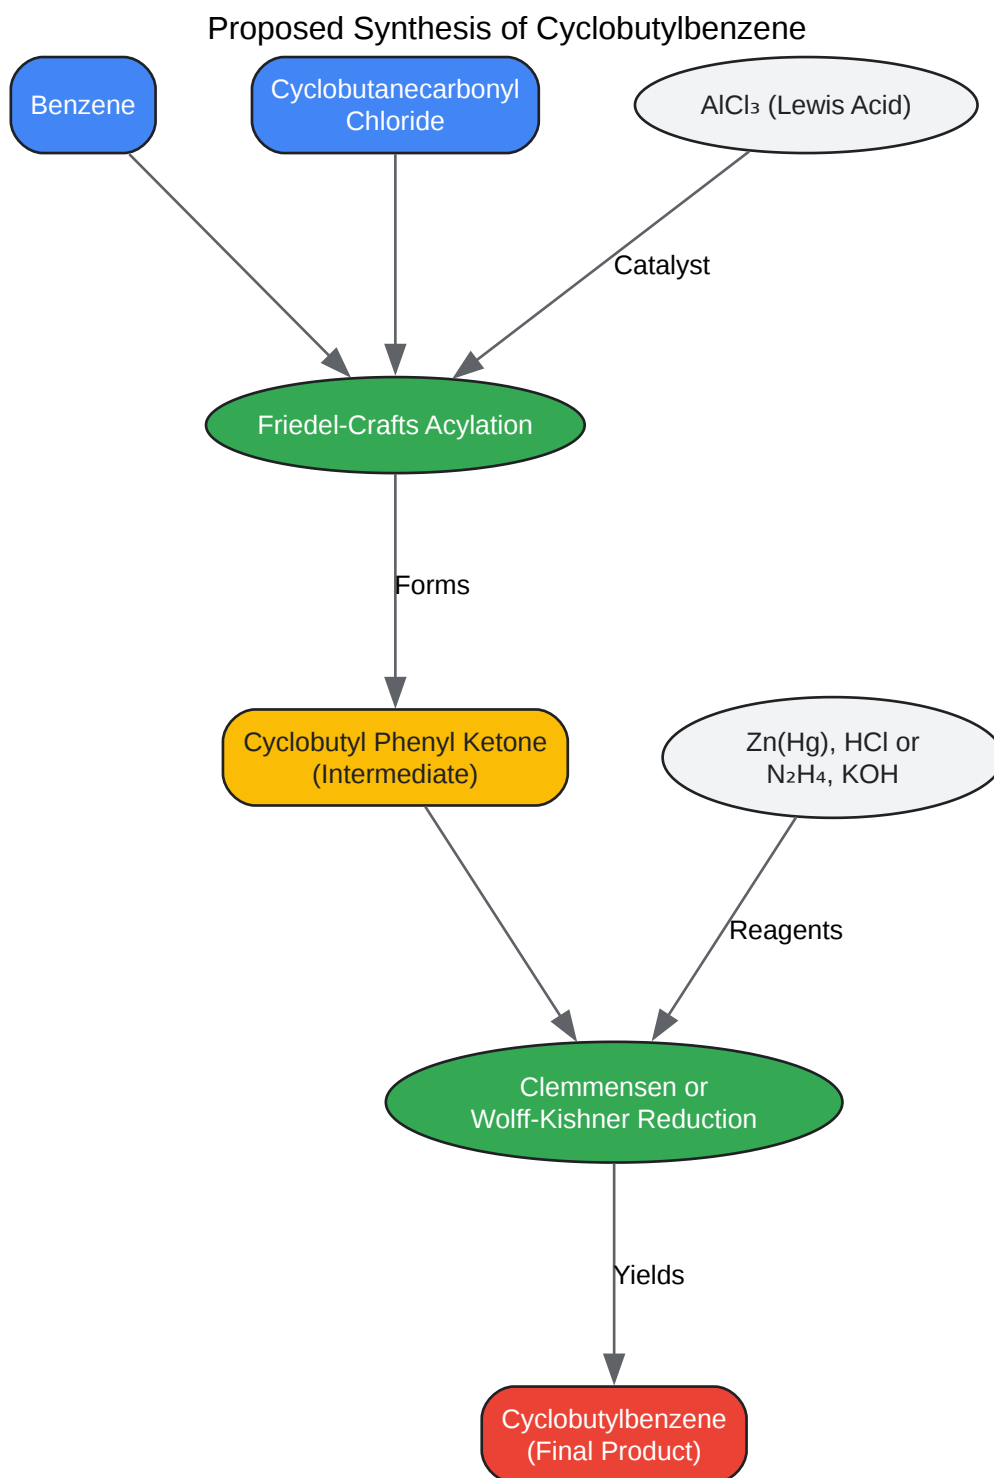 Proposed Synthesis of Cyclobutylbenzene
Benzene
Cyclobutanecarbonyl
Chloride
AlCl₃ (Lewis Acid)
Catalyst
Friedel-Crafts Acylation
Forms
Cyclobutyl Phenyl Ketone
(Intermediate)
Zn(Hg), HCl or
N₂H₄, KOH
Reagents
Clemmensen or
Wolff-Kishner Reduction
Yields
Cyclobutylbenzene
(Final Product)